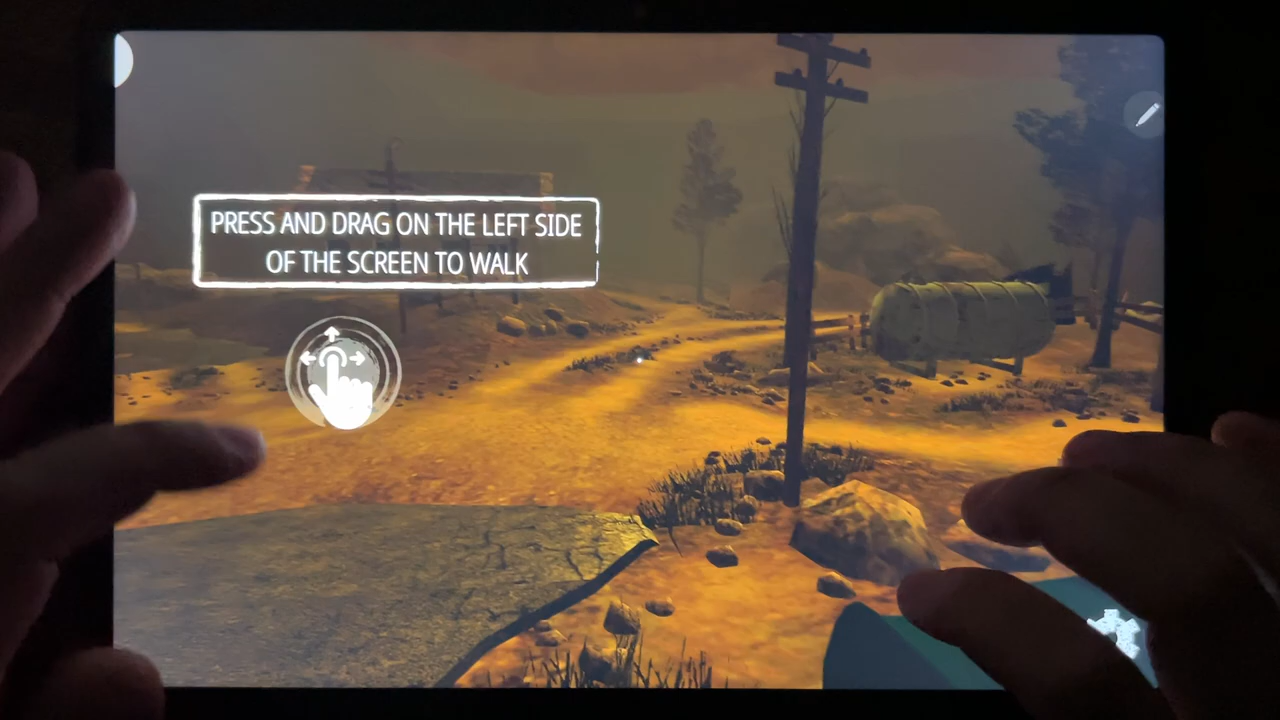 PRESS AND DRAG ON THE LEFT SIDE
OF THE SCREEN TO WALK